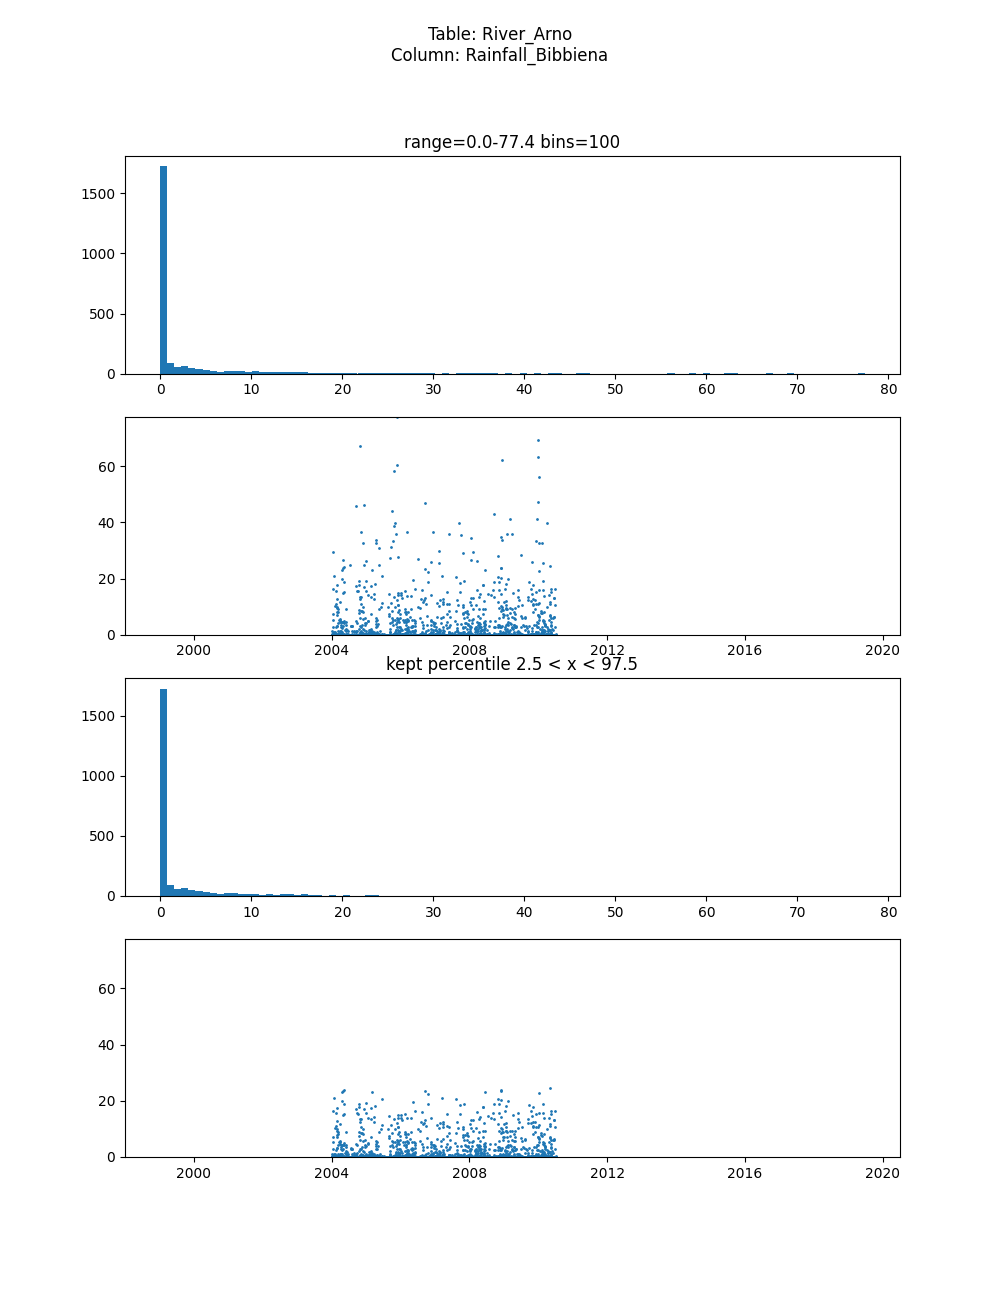 Table: River_Arno
Column: Rainfall_Bibbiena
range=0.0-77.4 bins=100
1500
1000
500
0
0 10 20 30 40 50 60 70 80
60
40
20
0
2000 2004 2008 2012 2016 2020
kept percentile 2.5 < x < 97.5
1500
1000
500
0
0 10 20 30 40 50 60 70 80
60
40
20
0
2000 2004 2008 2012 2016 2020